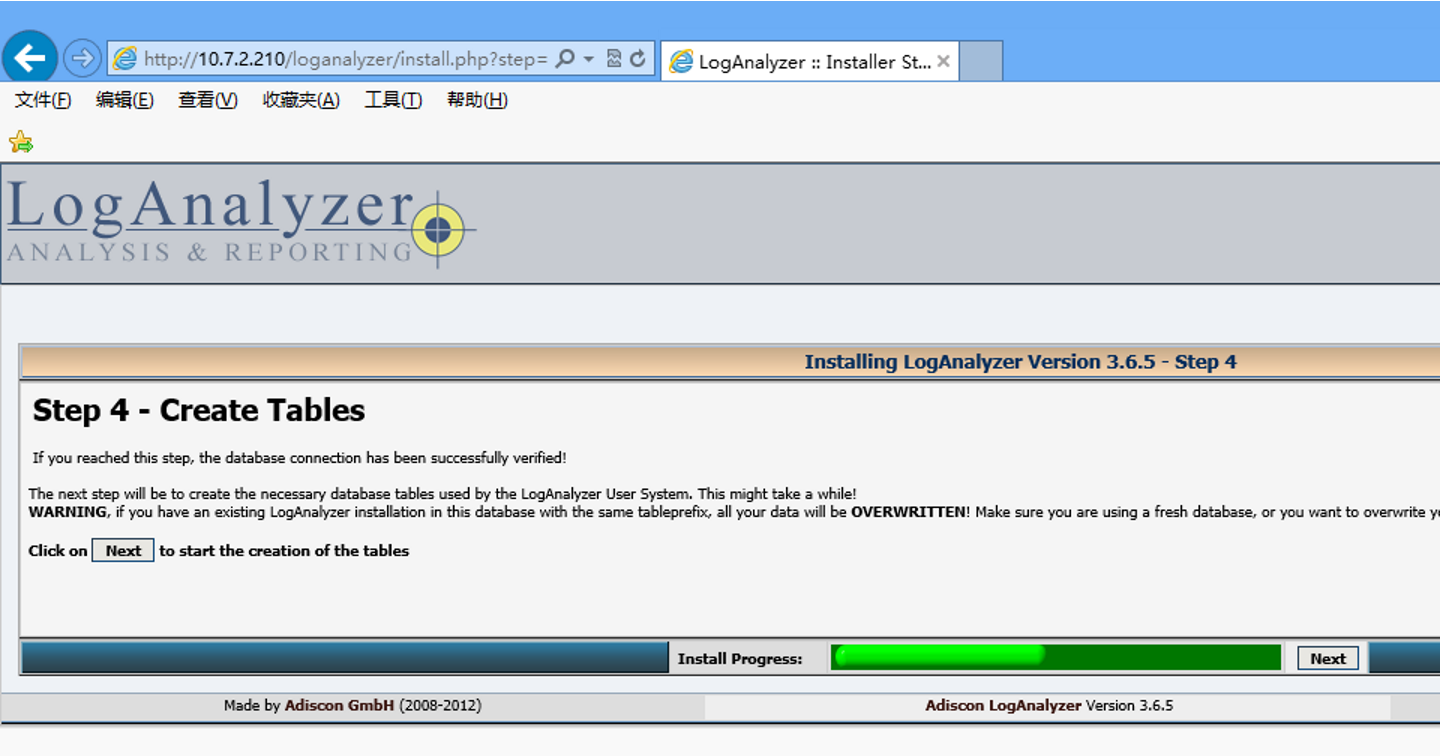 http://10.7.2.210/loganalyzer/install.php?step=
LogAnalyzer :: Installer St...
文件(F) 编辑(E) 查看(V) 收藏夹(A) 工具(T) 帮助(H)
LogAnalyzer
ANALYSIS & REPORTING
Installing LogAnalyzer Version 3.6.5 - Step 4
Step 4 - Create Tables
If you reached this step, the database connection has been successfully verified!
The next step will be to create the necessary database tables used by the LogAnalyzer User System. This might take a while!
WARNING, if you have an existing LogAnalyzer installation in this database with the same tableprefix, all your data will be OVERWRITTEN! Make sure you are using a fresh database, or you want to overwrite
Click on Next to start the creation of the tables
Install Progress: Next
Made by Adiscon GmbH (2008-2012) Adiscon LogAnalyzer Version 3.6.5